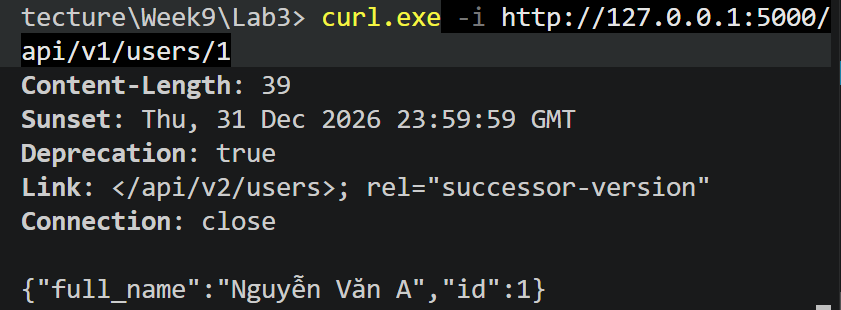 tecture\Week9\Lab3> curl.exe -i http://127.0.0.1:5000/
api/v1/users/1
Content-Length: 39
Sunset: Thu, 31 Dec 2026 23:59:59 GMT
Deprecation: true
Link: </api/v2/users>; rel="successor-version"
Connection: close
{"full_name":"Nguyễn Văn A","id":1}